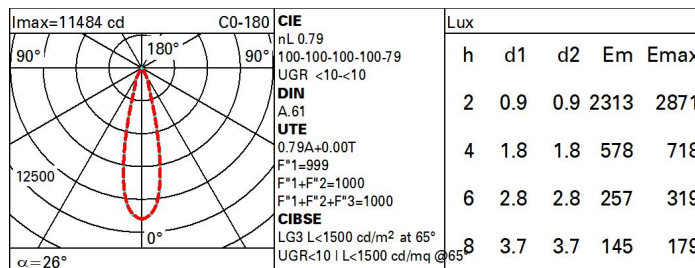 Imax=11484 cd C0-180
90° 180° 90°
12500
0°
α=26°
CIE
nL 0.79
100-100-100-100-79
UGR <10-<10
DIN
A.61
UTE
0.79A+0.00T
F"1=999
F"1+F"2=1000
F"1+F"2+F"3=1000
CIBSE
LG3 L<1500 cd/m² at 65°
UGR<10 | L<1500 cd/mq @65°
Lux
h d1 d2 Em Emax
2 0.9 0.9 2313 2871
4 1.8 1.8 578 718
6 2.8 2.8 257 319
8 3.7 3.7 145 179